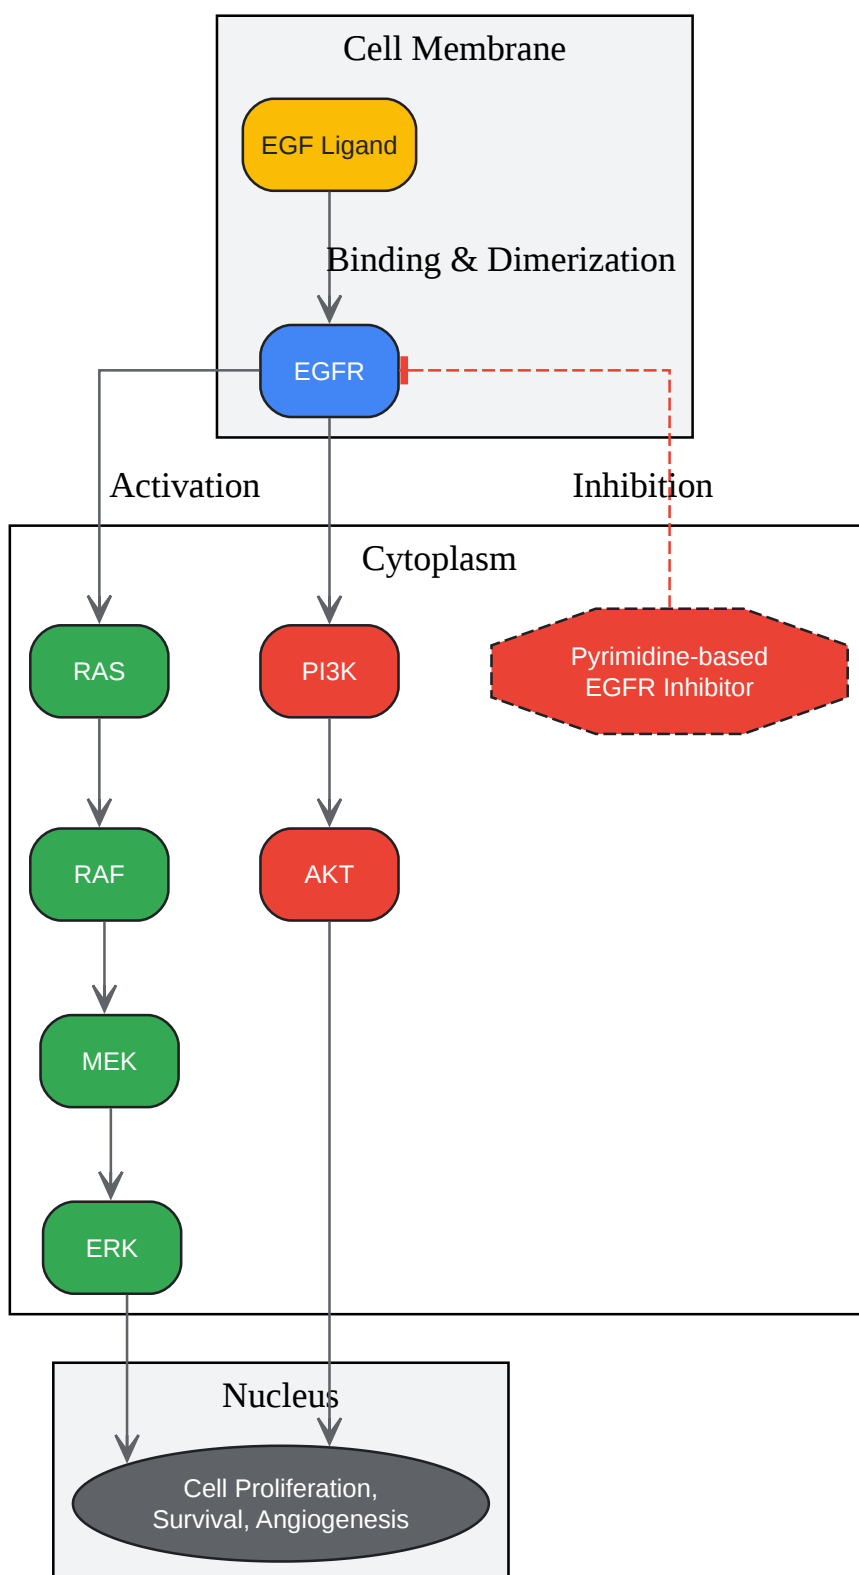 Cell Membrane
EGF Ligand
Binding & Dimerization
EGFR
Activation
Inhibition
Cytoplasm
RAS
PI3K
Pyrimidine-based
EGFR Inhibitor
RAF
AKT
MEK
ERK
Nucleus
Cell Proliferation,
Survival, Angiogenesis